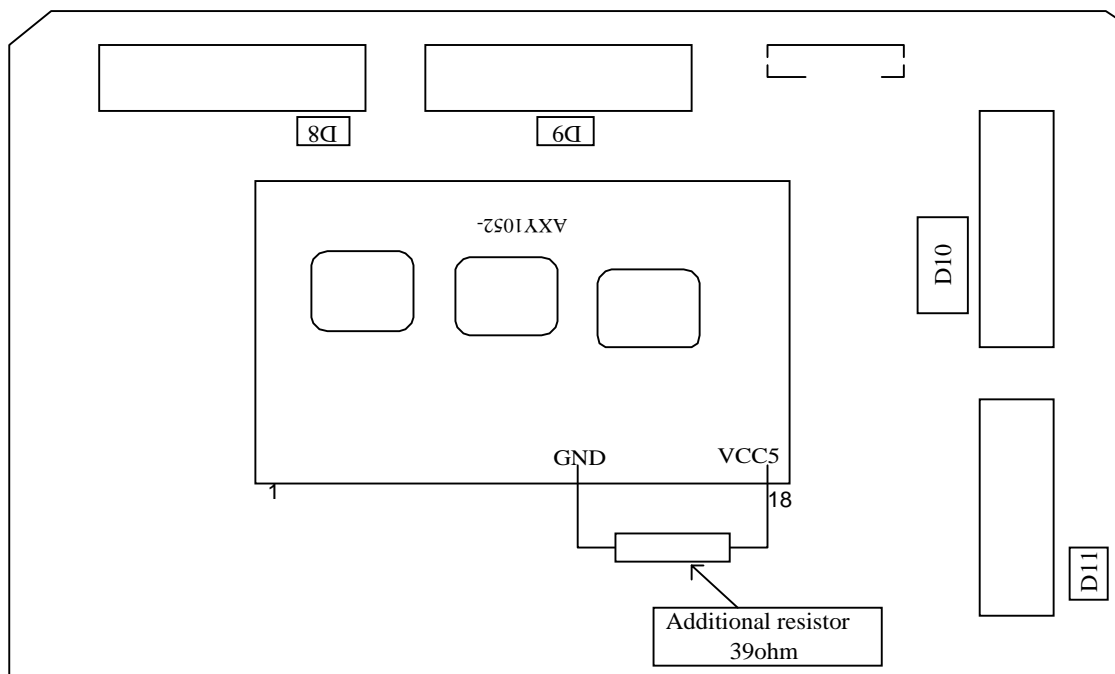 D8
D9
AXY1052-
D10
GND
VCC5
1
18
D11
Additional resistor
39ohm